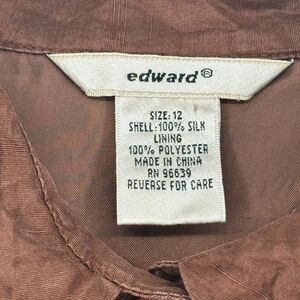 edward®
SIZE: 12
SHELL:100% SILK
LINING
100% POLYESTER
MADE IN CHINA
RN 96639
REVERSE FOR CARE